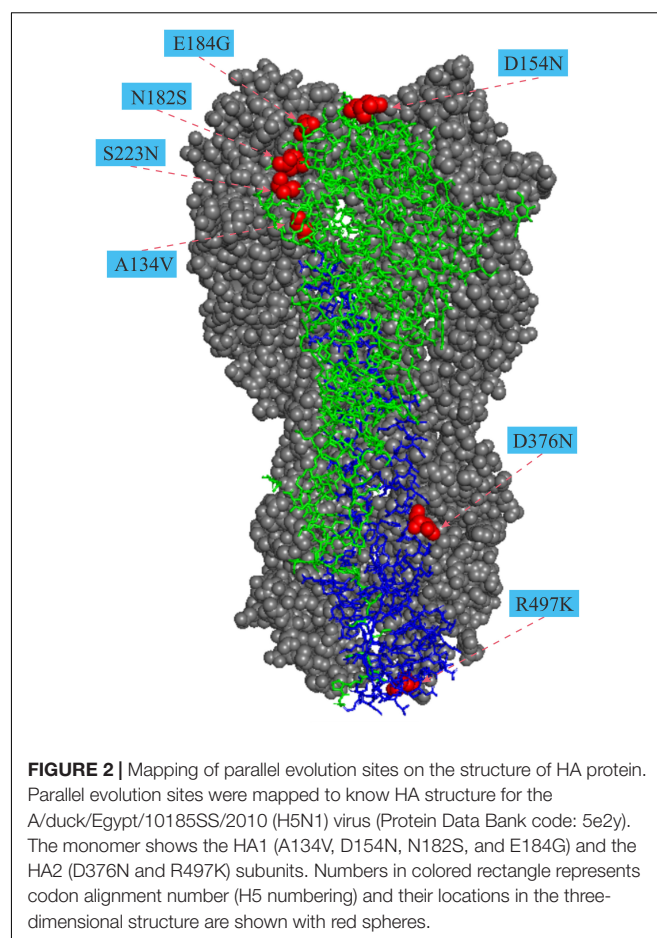 E184G
D154N
N182S
S223N
A134V
D376N
R497K
FIGURE 2 | Mapping of parallel evolution sites on the structure of HA protein.
Parallel evolution sites were mapped to know HA structure for the
A/duck/Egypt/10185SS/2010 (H5N1) virus (Protein Data Bank code: 5e2y).
The monomer shows the HA1 (A134V, D154N, N182S, and E184G) and the
HA2 (D376N and R497K) subunits. Numbers in colored rectangle represents
codon alignment number (H5 numbering) and their locations in the three-
dimensional structure are shown with red spheres.